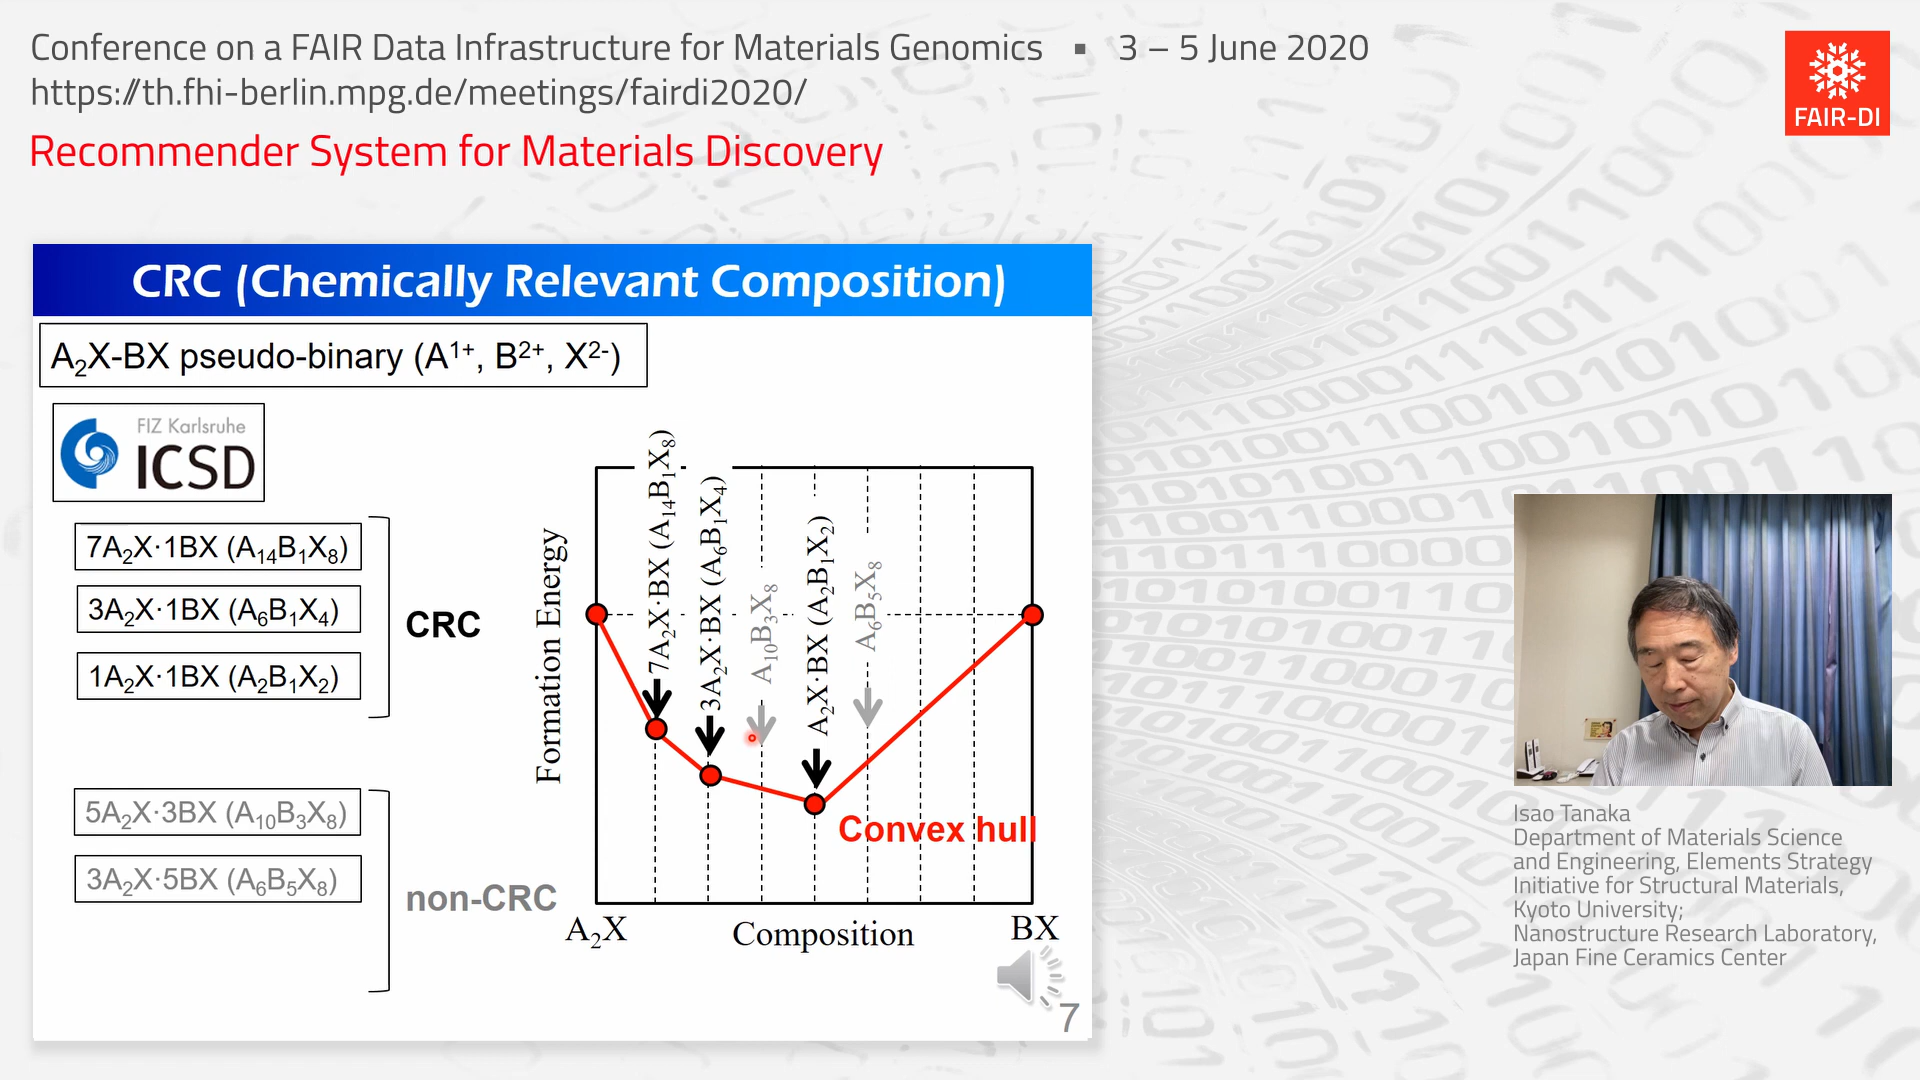 Conference on a FAIR Data Infrastructure for Materials Genomics ▪ 3 – 5 June 2020
https://th.fhi-berlin.mpg.de/meetings/fairdi2020/
Recommender System for Materials Discovery
FAIR-DI
CRC (Chemically Relevant Composition)
A₂X-BX pseudo-binary (A¹⁺, B²⁺, X²⁻)
FIZ Karlsruhe
ICSD
7A₂X·1BX (A₁₄B₁X₈)
3A₂X·1BX (A₆B₁X₄)
1A₂X·1BX (A₂B₁X₂)
CRC
5A₂X·3BX (A₁₀B₃X₈)
3A₂X·5BX (A₆B₅X₈)
non-CRC
Formation Energy
7A₂X·BX (A₁₄B₁X₈)
3A₂X·BX (A₆B₁X₄)
A₁₀B₃X₈
A₂X·BX (A₂B₁X₂)
A₆B₅X₈
Convex hull
A₂X
Composition
BX
7
Isao Tanaka
Department of Materials Science
and Engineering, Elements Strategy
Initiative for Structural Materials,
Kyoto University;
Nanostructure Research Laboratory,
Japan Fine Ceramics Center